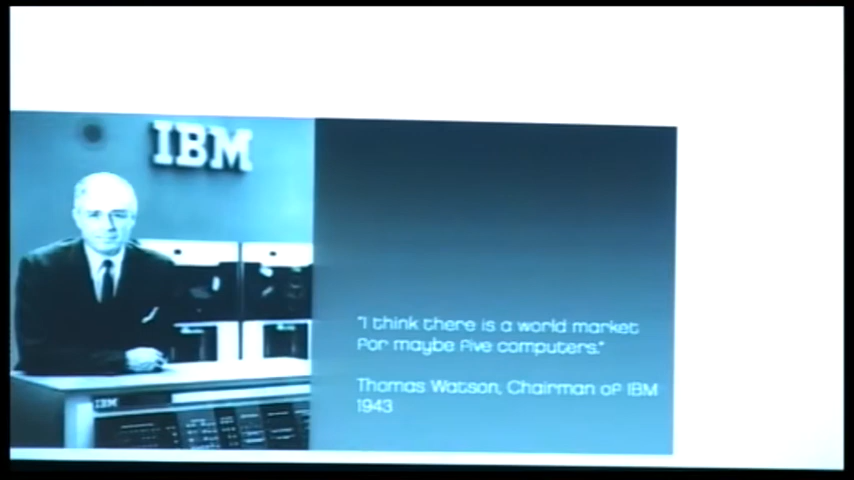 IBM
IBM
"I think there is a world market
for maybe five computers."
Thomas Watson, Chairman of IBM
1943